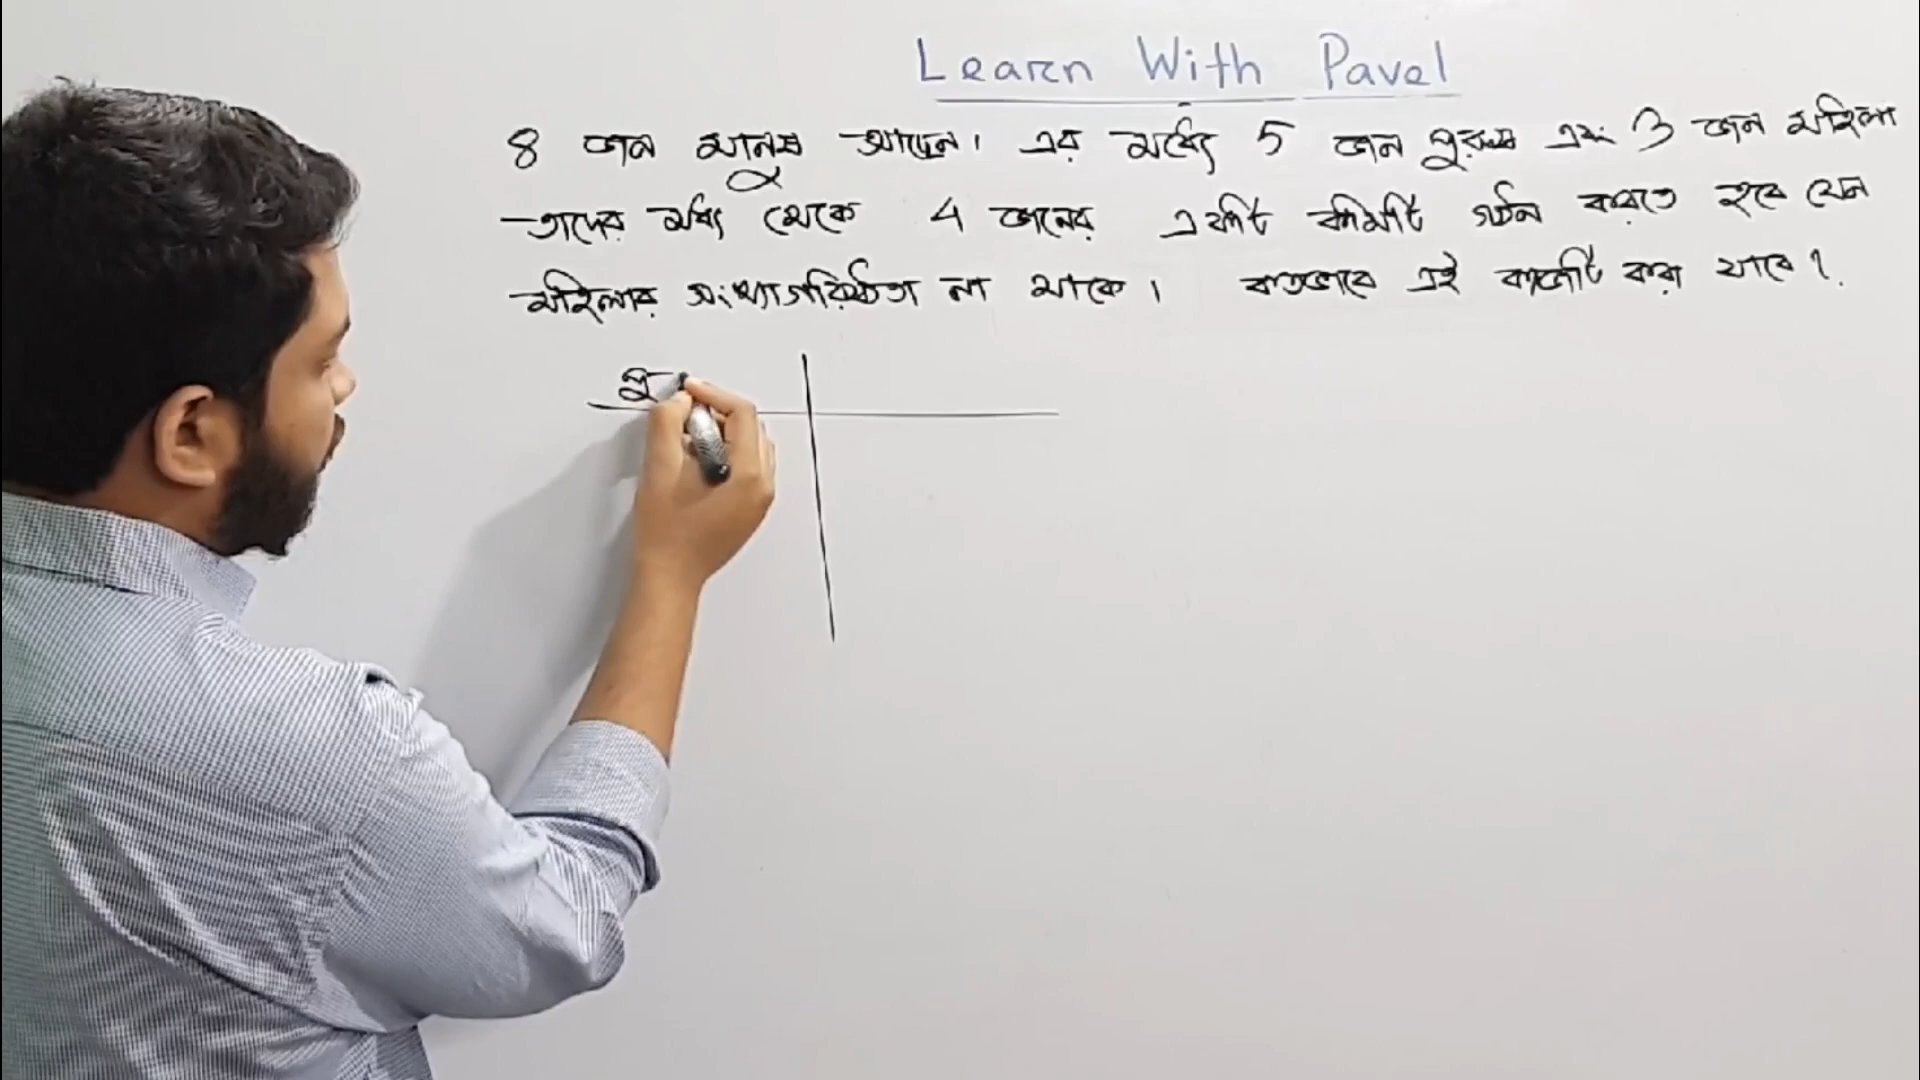 Learn With Pavel
8 জন মানুষ আছেন। এর মধ্যে 5 জন পুরুষ এবং 3 জন মহিলা
তাদের মধ্য থেকে 4 জনের একটি কমিটি গঠন করতে হবে যেন
মহিলার সংখ্যাগরিষ্ঠতা না থাকে। কতভাবে এই কাজটি করা যাবে?
পু